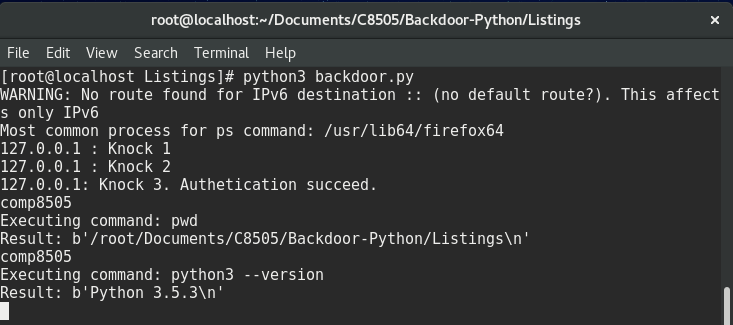 root@localhost:~/Documents/C8505/Backdoor-Python/Listings
File Edit View Search Terminal Help
[root@localhost Listings]# python3 backdoor.py
WARNING: No route found for IPv6 destination :: (no default route?). This affect
s only IPv6
Most common process for ps command: /usr/lib64/firefox64
127.0.0.1 : Knock 1
127.0.0.1 : Knock 2
127.0.0.1: Knock 3. Authetication succeed.
comp8505
Executing command: pwd
Result: b'/root/Documents/C8505/Backdoor-Python/Listings\n'
comp8505
Executing command: python3 --version
Result: b'Python 3.5.3\n'